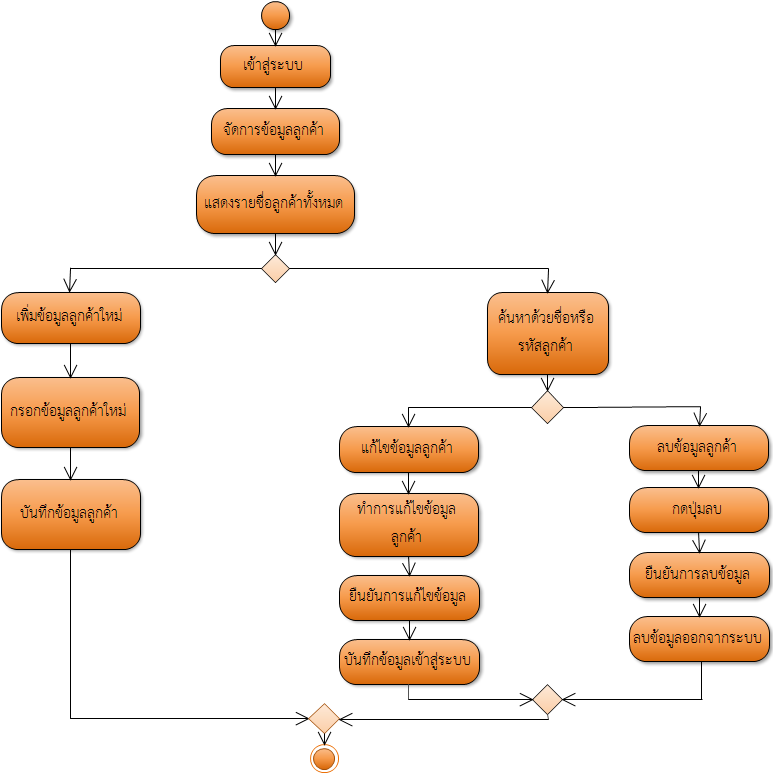 เข้าสู่ระบบ
จัดการข้อมูลลูกค้า
แสดงรายชื่อลูกค้าทั้งหมด
เพิ่มข้อมูลลูกค้าใหม่
กรอกข้อมูลลูกค้าใหม่
บันทึกข้อมูลลูกค้า
ค้นหาด้วยชื่อหรือ
รหัสลูกค้า
แก้ไขข้อมูลลูกค้า
ทำการแก้ไขข้อมูล
ลูกค้า
ยืนยันการแก้ไขข้อมูล
บันทึกข้อมูลเข้าสู่ระบบ
ลบข้อมูลลูกค้า
กดปุ่มลบ
ยืนยันการลบข้อมูล
ลบข้อมูลออกจากระบบ